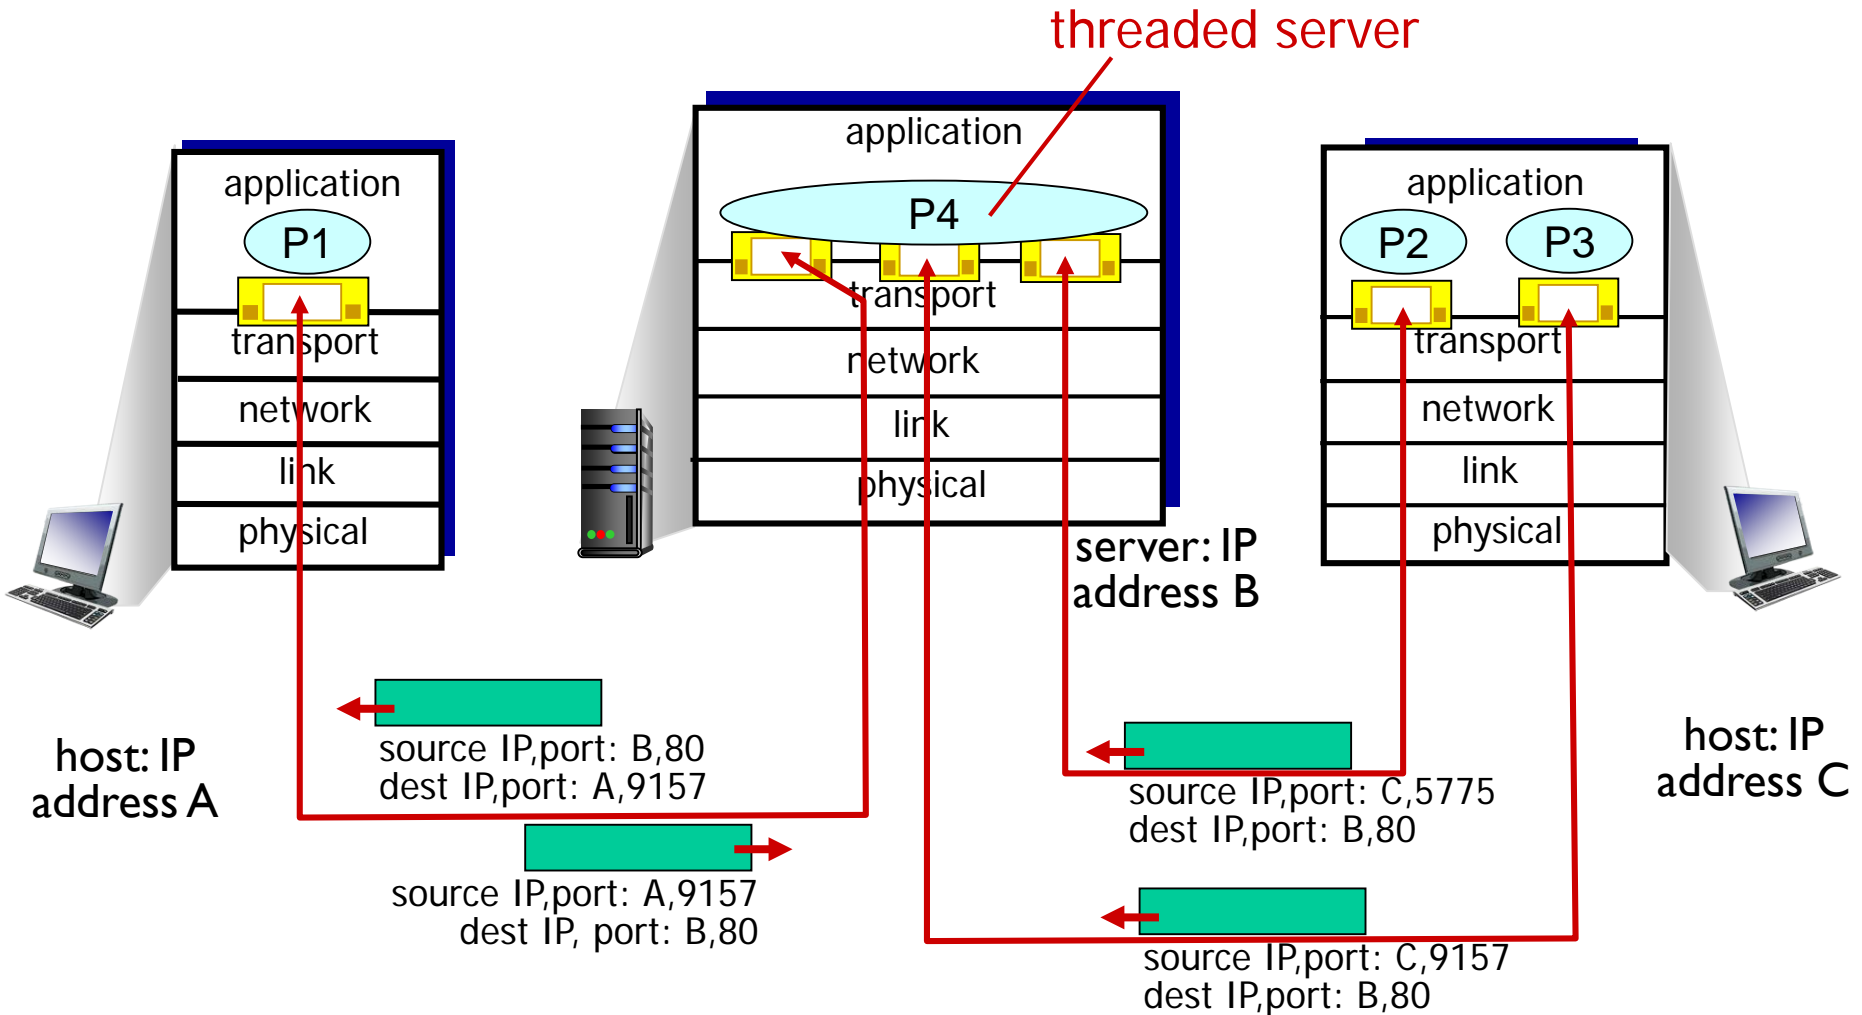 threaded server
application
P1
transport
network
link
physical
application
P4
transport
network
link
physical
application
P2
P3
transport
network
link
physical
server: IP
address B
host: IP
address A
source IP,port: B,80
dest IP,port: A,9157
source IP,port: A,9157
dest IP, port: B,80
source IP,port: C,5775
dest IP,port: B,80
source IP,port: C,9157
dest IP,port: B,80
host: IP
address C